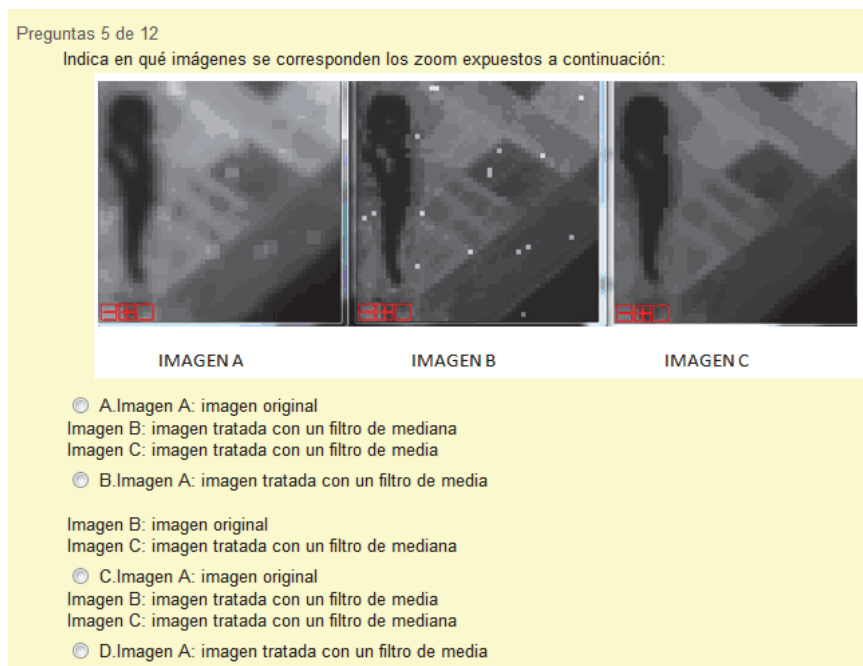 Preguntas 5 de 12
Indica en qué imágenes se corresponden los zoom expuestos a continuación:
IMAGEN A
IMAGEN B
IMAGEN C
A.Imagen A: imagen original
Imagen B: imagen tratada con un filtro de mediana
Imagen C: imagen tratada con un filtro de media
B.Imagen A: imagen tratada con un filtro de media
Imagen B: imagen original
Imagen C: imagen tratada con un filtro de mediana
C.Imagen A: imagen original
Imagen B: imagen tratada con un filtro de media
Imagen C: imagen tratada con un filtro de mediana
D.Imagen A: imagen tratada con un filtro de media